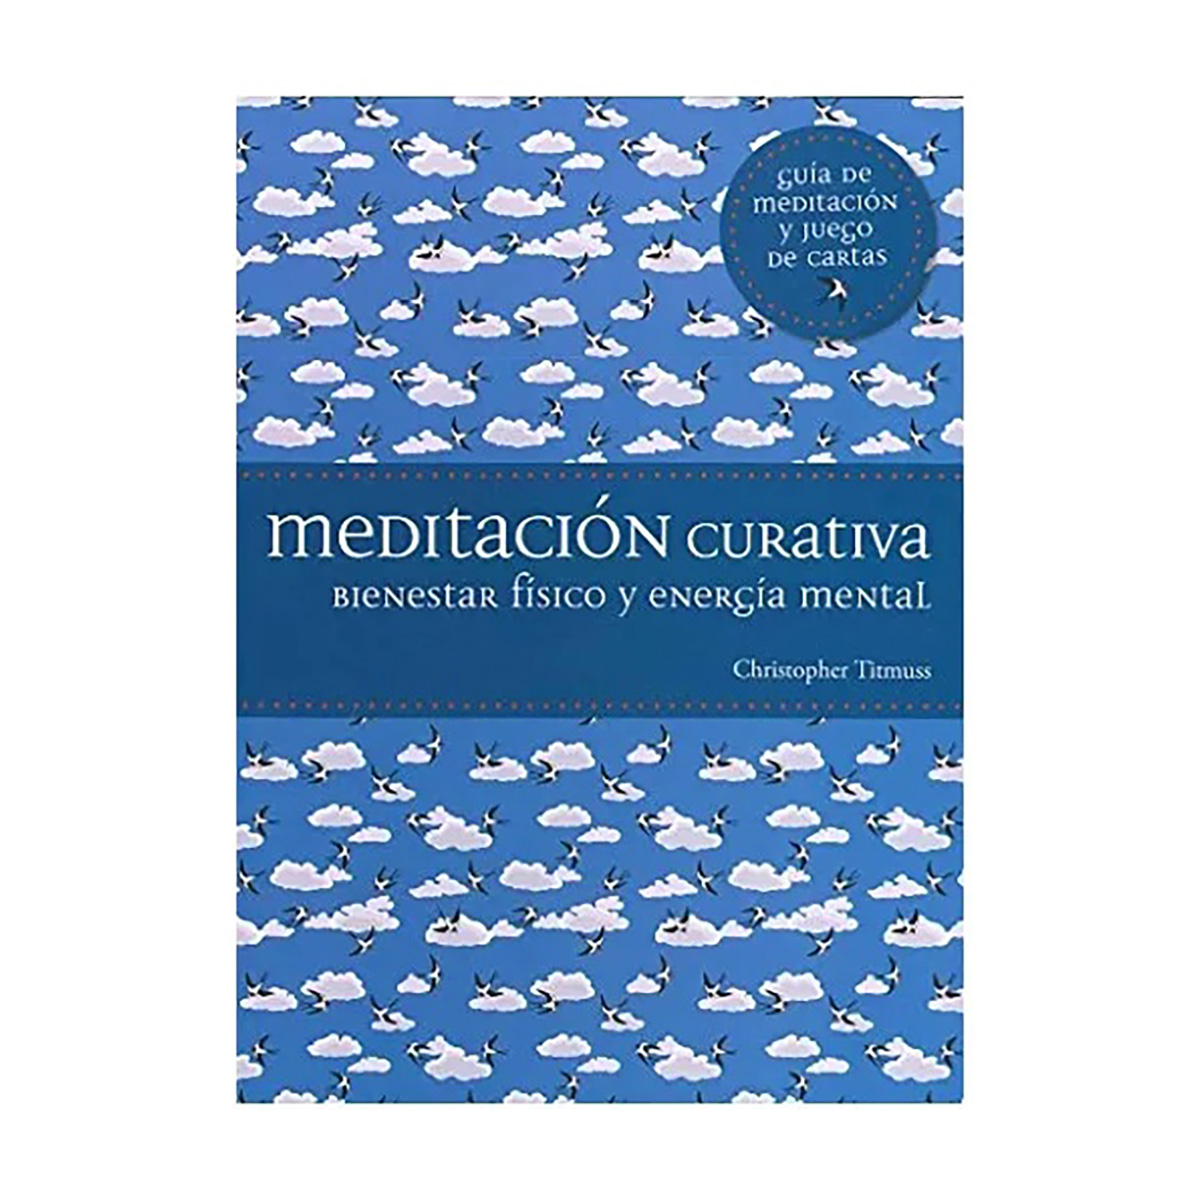 guía de
meditación
y juego
de cartas
meditación curativa
bienestar físico y energía mental
Christopher Titmuss